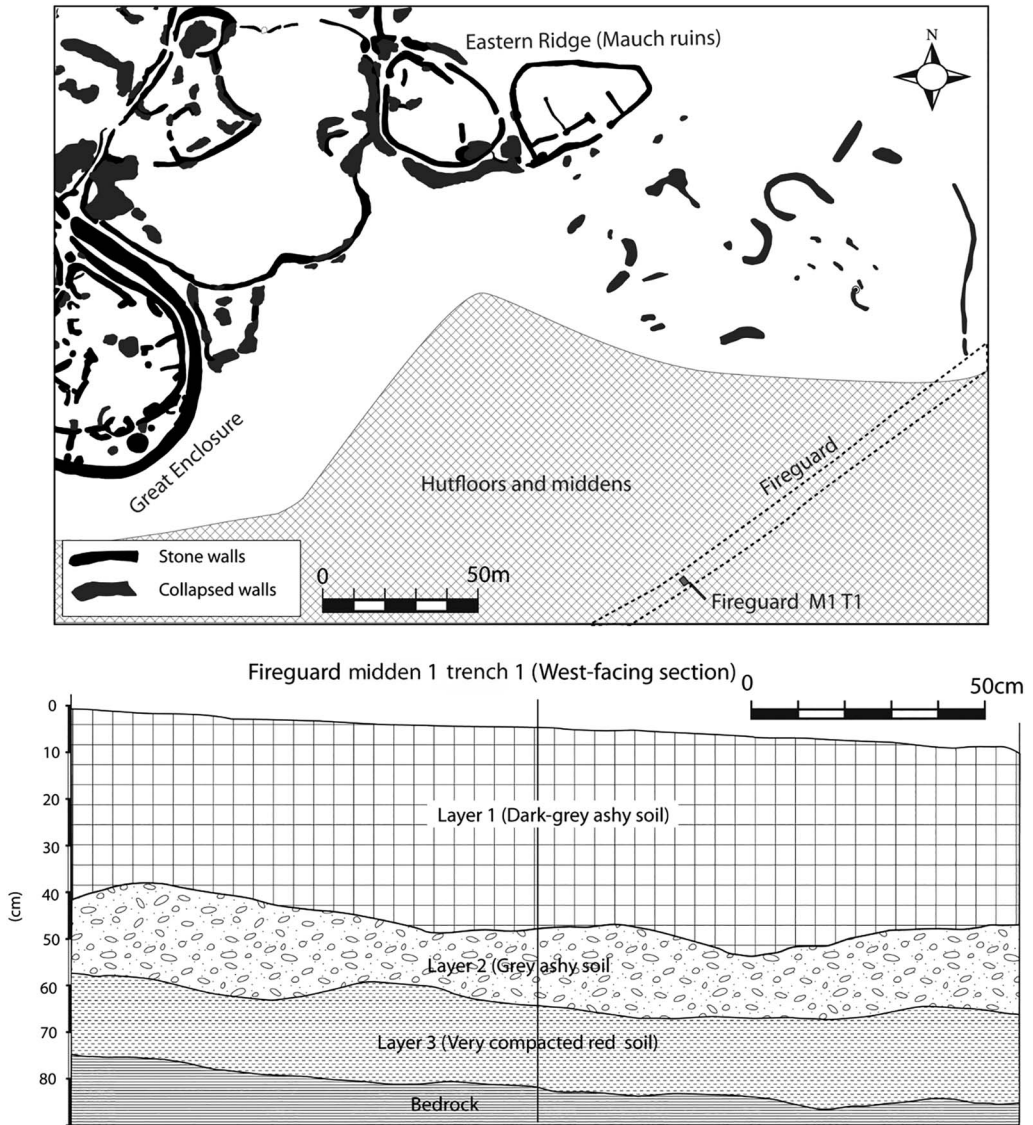 Eastern Ridge (Mauch ruins)
N
Great Enclosure
Hutfloors and middens
Fireguard
Stone walls
Collapsed walls
0 50m
Fireguard M1 T1
Fireguard midden 1 trench 1 (West-facing section)
0 50cm
0
10
20
30
40
50
60
70
80
(cm)
Layer 1 (Dark-grey ashy soil)
Layer 2 (Grey ashy soil
Layer 3 (Very compacted red soil)
Bedrock